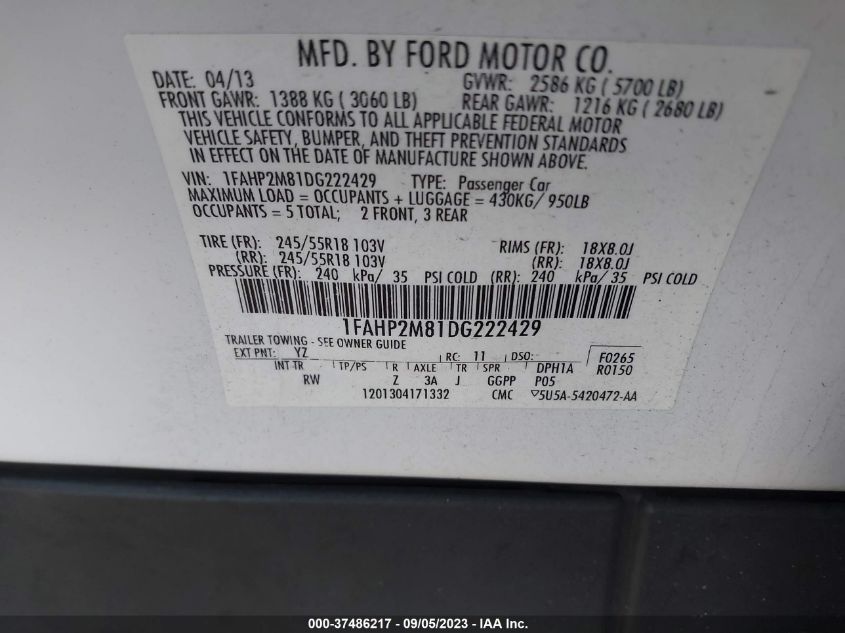 MFD. BY FORD MOTOR CO.
DATE: 04/13 GVWR: 2586 KG ( 5700 LB)
FRONT GAWR: 1388 KG ( 3060 LB) REAR GAWR: 1216 KG ( 2680 LB)
THIS VEHICLE CONFORMS TO ALL APPLICABLE FEDERAL MOTOR
VEHICLE SAFETY, BUMPER, AND THEFT PREVENTION STANDARDS
IN EFFECT ON THE DATE OF MANUFACTURE SHOWN ABOVE.
VIN: 1FAHP2M81DG222429 TYPE: Passenger Car
MAXIMUM LOAD = OCCUPANTS + LUGGAGE = 430KG/ 950LB
OCCUPANTS = 5 TOTAL; 2 FRONT, 3 REAR
TIRE (FR): 245/55R18 103V RIMS (FR): 18X8.0J
(RR): 245/55R18 103V (RR): 18X8.0J
PRESSURE (FR): 240 kPa/ 35 PSI COLD (RR): 240 kPa/ 35 PSI COLD
1FAHP2M81DG222429
TRAILER TOWING - SEE OWNER GUIDE
EXT PNT: YZ RC: 11 DSO: F0265
INT TR TP/PS R AXLE TR SPR DPH1A R0150
RW Z 3A J GGPP P05
1201304171332 CMC ▽5U5A-5420472-AA
000-37486217 - 09/05/2023 - IAA Inc.